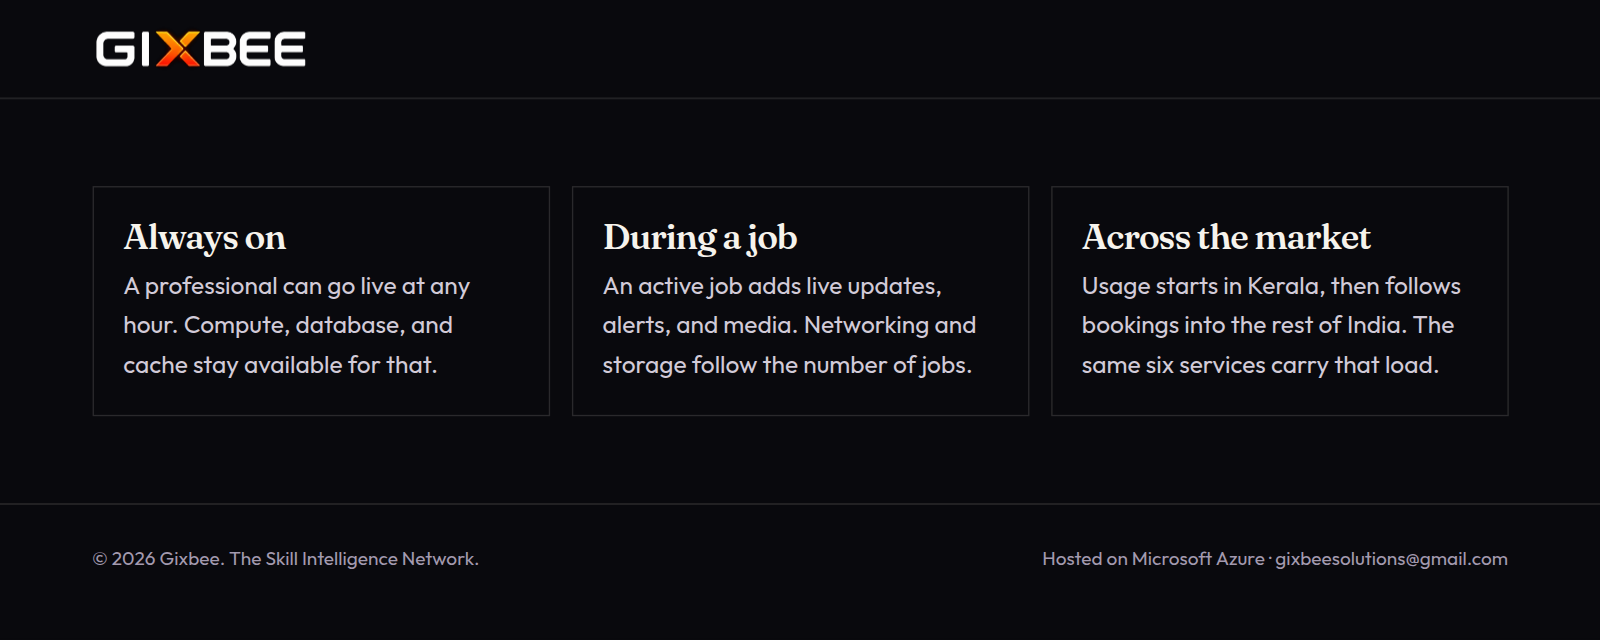 GIXBEE
Always on
A professional can go live at any
hour. Compute, database, and
cache stay available for that.
During a job
An active job adds live updates,
alerts, and media. Networking and
storage follow the number of jobs.
Across the market
Usage starts in Kerala, then follows
bookings into the rest of India. The
same six services carry that load.
© 2026 Gixbee. The Skill Intelligence Network.
Hosted on Microsoft Azure · gixbeesolutions@gmail.com